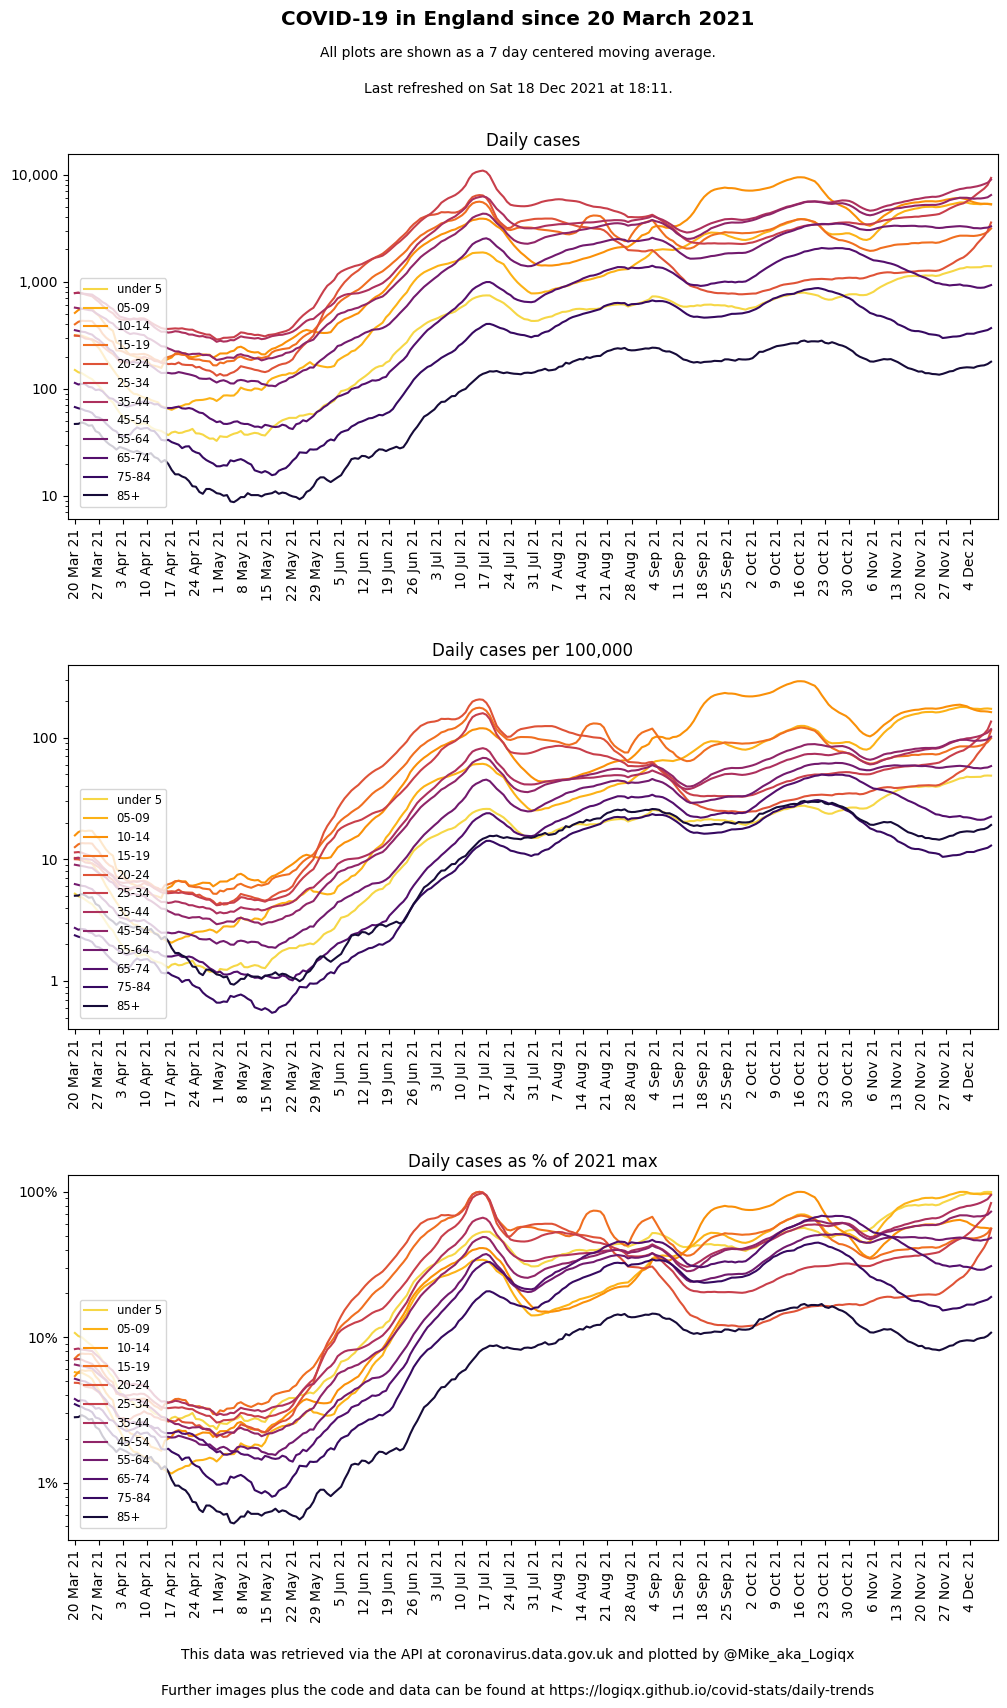 COVID-19 in England since 20 March 2021
All plots are shown as a 7 day centered moving average.
Last refreshed on Sat 18 Dec 2021 at 18:11.
Daily cases
10,000
1,000
100
10
under 5
05-09
10-14
15-19
20-24
25-34
35-44
45-54
55-64
65-74
75-84
85+
20 Mar 21
27 Mar 21
3 Apr 21
10 Apr 21
17 Apr 21
24 Apr 21
1 May 21
8 May 21
15 May 21
22 May 21
29 May 21
5 Jun 21
12 Jun 21
19 Jun 21
26 Jun 21
3 Jul 21
10 Jul 21
17 Jul 21
24 Jul 21
31 Jul 21
7 Aug 21
14 Aug 21
21 Aug 21
28 Aug 21
4 Sep 21
11 Sep 21
18 Sep 21
25 Sep 21
2 Oct 21
9 Oct 21
16 Oct 21
23 Oct 21
30 Oct 21
6 Nov 21
13 Nov 21
20 Nov 21
27 Nov 21
4 Dec 21
Daily cases per 100,000
100
10
1
under 5
05-09
10-14
15-19
20-24
25-34
35-44
45-54
55-64
65-74
75-84
85+
20 Mar 21
27 Mar 21
3 Apr 21
10 Apr 21
17 Apr 21
24 Apr 21
1 May 21
8 May 21
15 May 21
22 May 21
29 May 21
5 Jun 21
12 Jun 21
19 Jun 21
26 Jun 21
3 Jul 21
10 Jul 21
17 Jul 21
24 Jul 21
31 Jul 21
7 Aug 21
14 Aug 21
21 Aug 21
28 Aug 21
4 Sep 21
11 Sep 21
18 Sep 21
25 Sep 21
2 Oct 21
9 Oct 21
16 Oct 21
23 Oct 21
30 Oct 21
6 Nov 21
13 Nov 21
20 Nov 21
27 Nov 21
4 Dec 21
Daily cases as % of 2021 max
100%
10%
1%
under 5
05-09
10-14
15-19
20-24
25-34
35-44
45-54
55-64
65-74
75-84
85+
20 Mar 21
27 Mar 21
3 Apr 21
10 Apr 21
17 Apr 21
24 Apr 21
1 May 21
8 May 21
15 May 21
22 May 21
29 May 21
5 Jun 21
12 Jun 21
19 Jun 21
26 Jun 21
3 Jul 21
10 Jul 21
17 Jul 21
24 Jul 21
31 Jul 21
7 Aug 21
14 Aug 21
21 Aug 21
28 Aug 21
4 Sep 21
11 Sep 21
18 Sep 21
25 Sep 21
2 Oct 21
9 Oct 21
16 Oct 21
23 Oct 21
30 Oct 21
6 Nov 21
13 Nov 21
20 Nov 21
27 Nov 21
4 Dec 21
This data was retrieved via the API at coronavirus.data.gov.uk and plotted by @Mike_aka_Logiqx
Further images plus the code and data can be found at https://logiqx.github.io/covid-stats/daily-trends